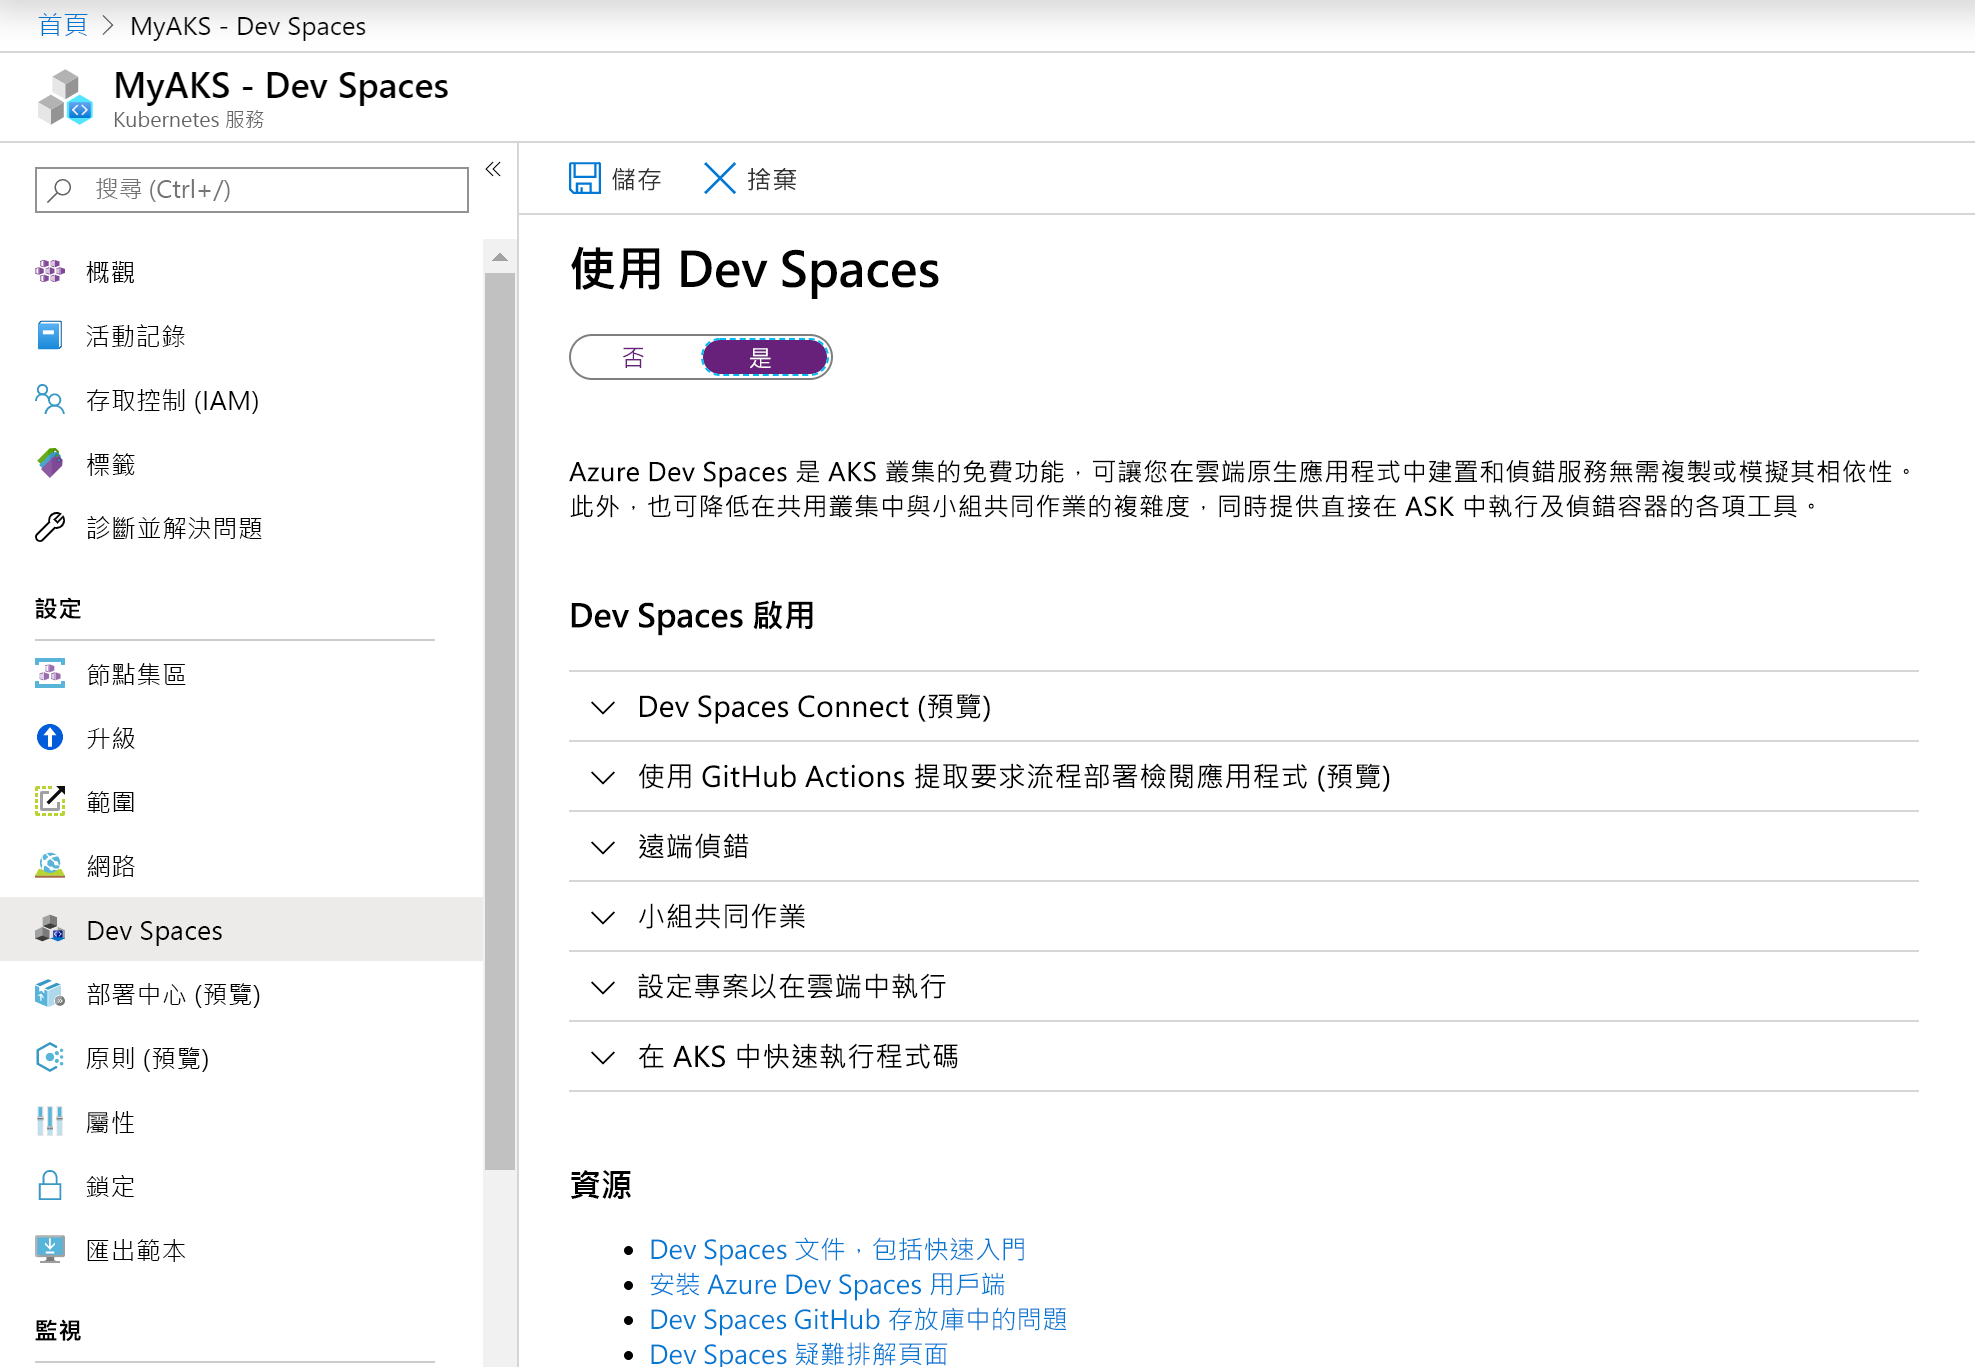 首頁 > MyAKS - Dev Spaces
MyAKS - Dev Spaces
Kubernetes 服務
搜尋 (Ctrl+/)
«
概觀
活動記錄
存取控制 (IAM)
標籤
診斷並解決問題
設定
節點集區
升級
範圍
網路
Dev Spaces
部署中心 (預覽)
原則 (預覽)
屬性
鎖定
匯出範本
監視
儲存 捨棄
使用 Dev Spaces
否 是
Azure Dev Spaces 是 AKS 叢集的免費功能，可讓您在雲端原生應用程式中建置和偵錯服務無需複製或模擬其相依性。
此外，也可降低在共用叢集中與小組共同作業的複雜度，同時提供直接在 ASK 中執行及偵錯容器的各項工具。
Dev Spaces 啟用
Dev Spaces Connect (預覽)
使用 GitHub Actions 提取要求流程部署檢閱應用程式 (預覽)
遠端偵錯
小組共同作業
設定專案以在雲端中執行
在 AKS 中快速執行程式碼
資源
• Dev Spaces 文件，包括快速入門
• 安裝 Azure Dev Spaces 用戶端
• Dev Spaces GitHub 存放庫中的問題
• Dev Spaces 疑難排解頁面